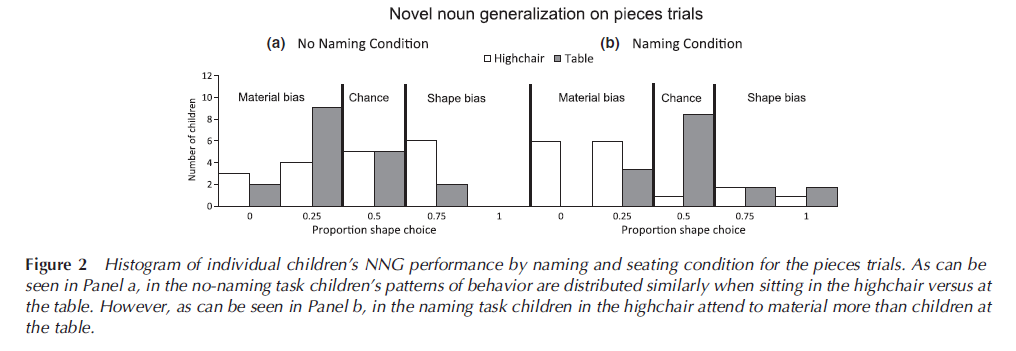 Novel noun generalization on pieces trials
(a) No Naming Condition
(b) Naming Condition
Highchair Table
Number of children
12
10
8
6
4
2
0
Material bias Chance Shape bias
Material bias Chance Shape bias
0 0.25 0.5 0.75 1
0 0.25 0.5 0.75 1
Proportion shape choice
Proportion shape choice
Figure 2 Histogram of individual children's NNG performance by naming and seating condition for the pieces trials. As can be
seen in Panel a, in the no-naming task children's patterns of behavior are distributed similarly when sitting in the highchair versus at
the table. However, as can be seen in Panel b, in the naming task children in the highchair attend to material more than children at
the table.